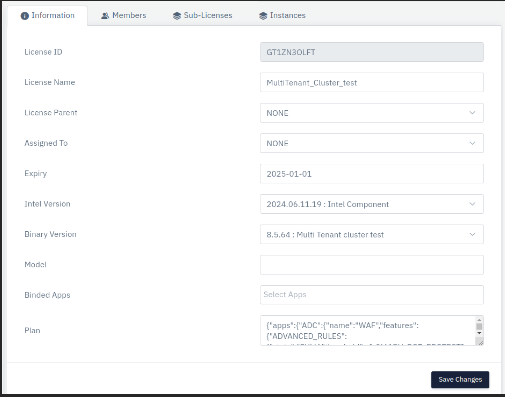 Information Members Sub-Licenses Instances
License ID GT1ZN3OLFT
License Name MultiTenant_Cluster_test
License Parent NONE
Assigned To NONE
Expiry 2025-01-01
Intel Version 2024.06.11.19 : Intel Component
Binary Version 8.5.64 : Multi Tenant cluster test
Model
Binded Apps Select Apps
Plan {"apps":{"ADC":{"name":"WAF","features":
{"ADVANCED_RULES":
Save Changes